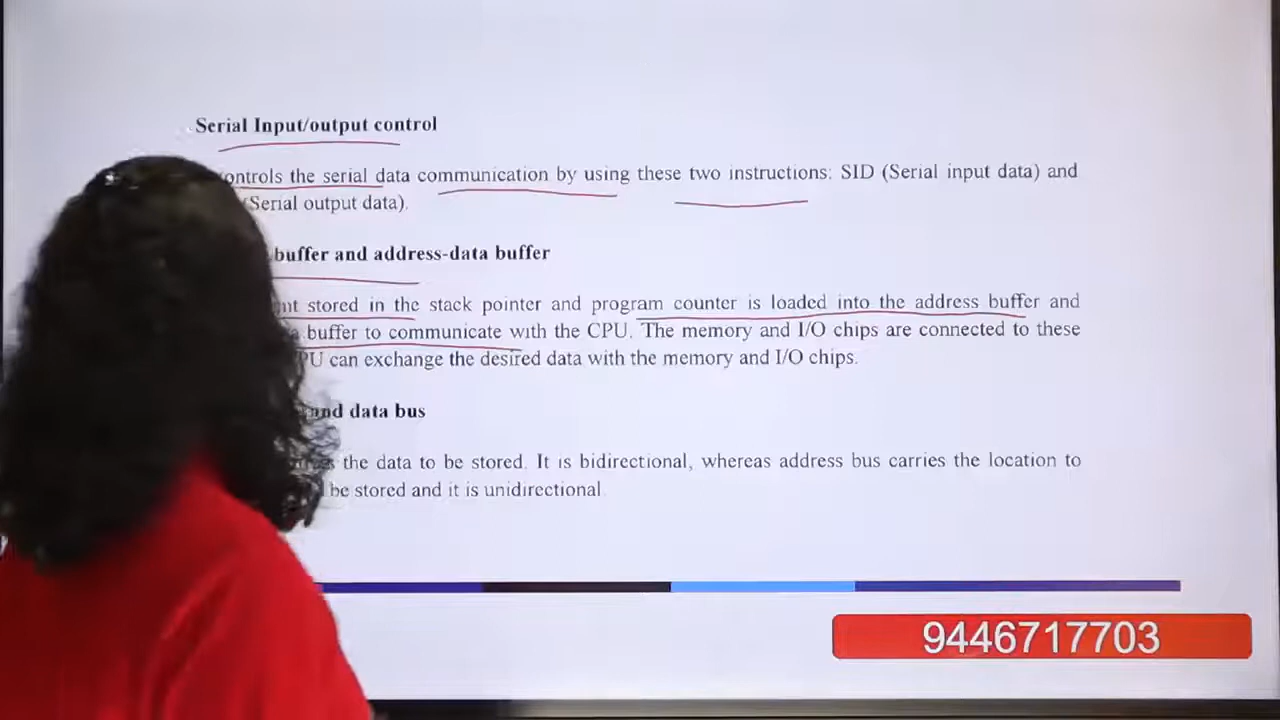 Serial Input/output control
controls the serial data communication by using these two instructions: SID (Serial input data) and
(Serial output data).
buffer and address-data buffer
stored in the stack pointer and program counter is loaded into the address buffer and
buffer to communicate with the CPU. The memory and I/O chips are connected to these
can exchange the desired data with the memory and I/O chips.
and data bus
the data to be stored. It is bidirectional, whereas address bus carries the location to
be stored and it is unidirectional.
9446717703